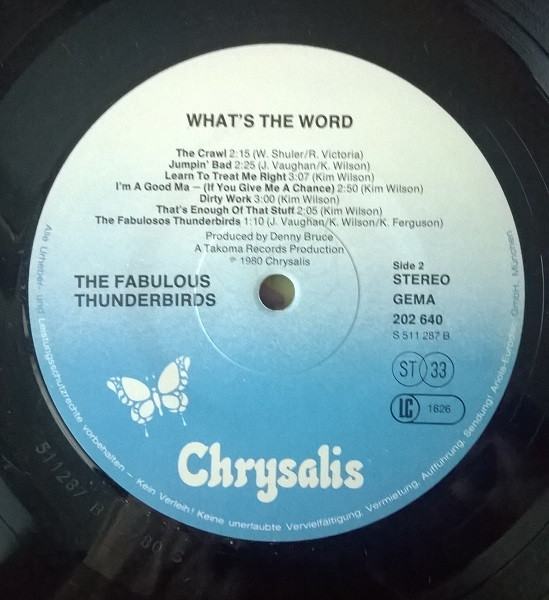 WHAT'S THE WORD
The Crawl 2:15 (W. Shuler/R. Victoria)
Jumpin' Bad 2:25 (J. Vaughan/K. Wilson)
Learn To Treat Me Right 3:07 (Kim Wilson)
I'm A Good Ma – (If You Give Me A Chance) 2:50 (Kim Wilson)
Dirty Work 3:00 (Kim Wilson)
That's Enough Of That Stuff 2:05 (Kim Wilson)
The Fabulosos Thunderbirds 1:10 (J. Vaughan/K. Wilson/K. Ferguson)
Produced by Denny Bruce
A Takoma Records Production
℗ 1980 Chrysalis
THE FABULOUS
THUNDERBIRDS
Side 2
STEREO
GEMA
202 640
S 511 287 B
ST 33
LC 1626
Chrysalis
Alle Urheber- und Leistungsschutzrechte vorbehalten – Kein Verleih! Keine unerlaubte Vervielfältigung, Vermietung, Aufführung, Sendung! Ariola-Eurodisc GmbH, München
511287 B